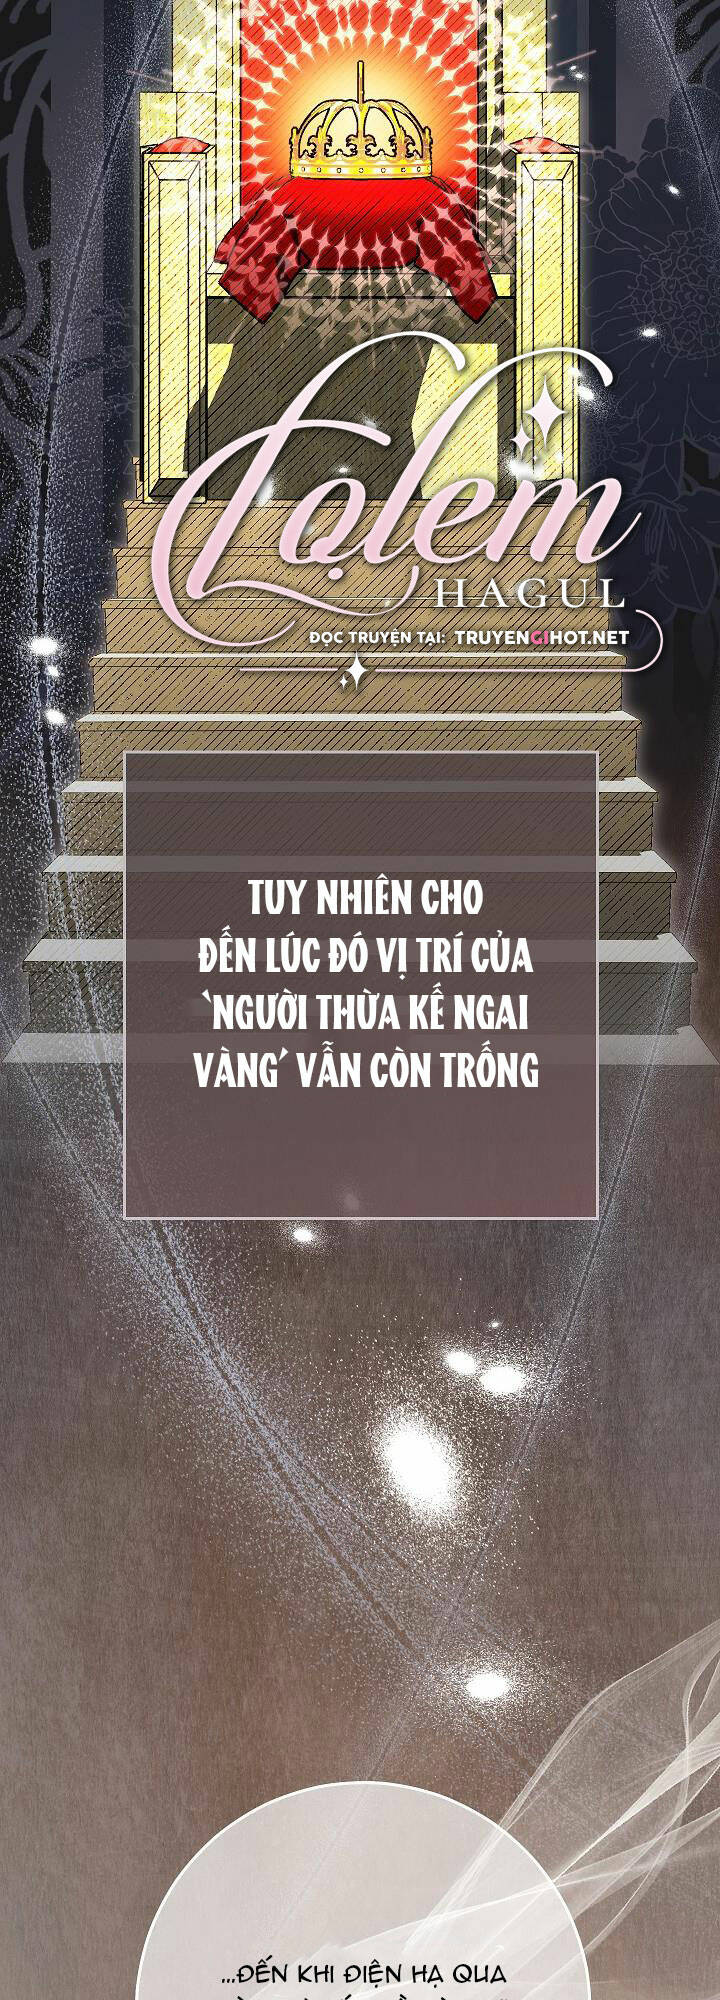 Lọlem
HAGUL
ĐỌC TRUYỆN TẠI: TRUYENGIHOT.NET
TUY NHIÊN CHO
ĐẾN LÚC ĐÓ VỊ TRÍ CỦA
‵NGƯỜI THỪA KẾ NGAI
VÀNG′ VẪN CÒN TRỐNG
...ĐẾN KHI ĐIỆN HẠ QUA